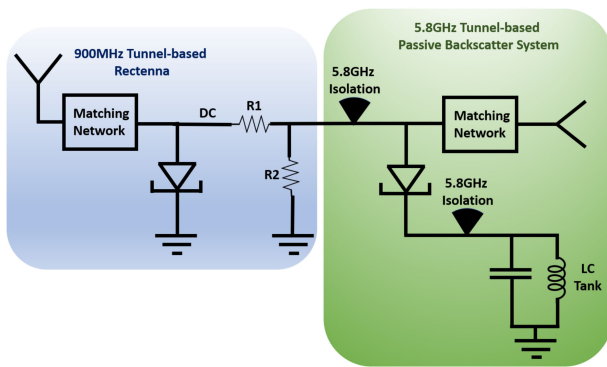 900MHz Tunnel-based
Rectenna
Matching
Network
DC
R1
R2
5.8GHz Tunnel-based
Passive Backscatter System
5.8GHz
Isolation
Matching
Network
5.8GHz
Isolation
LC
Tank